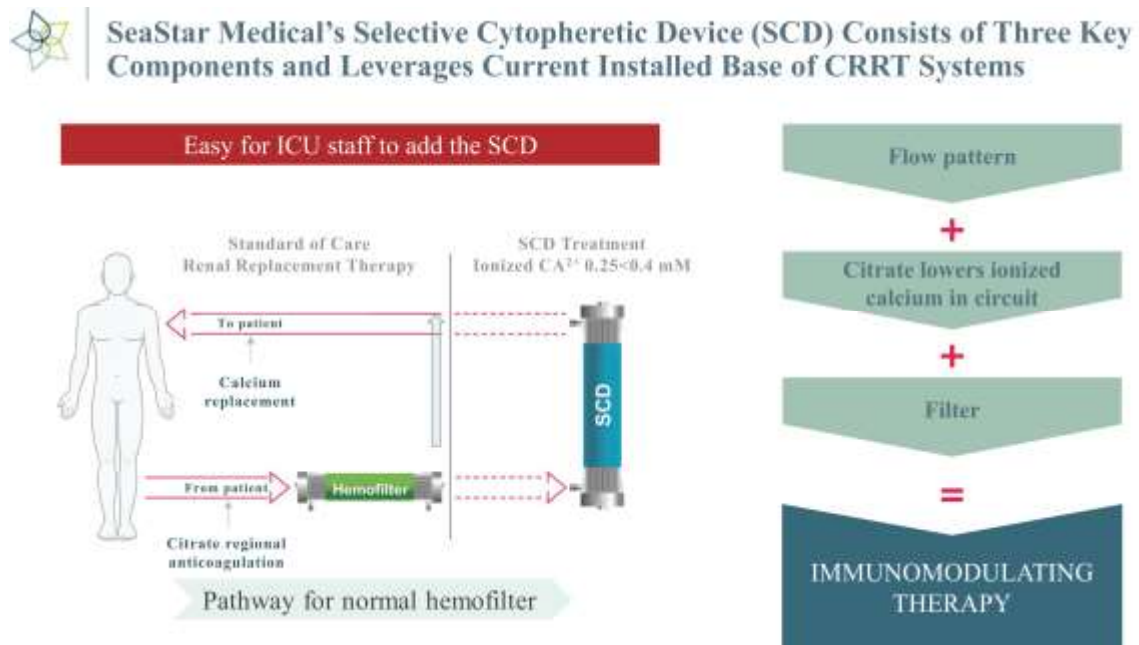 SeaStar Medical's Selective Cytopheretic Device (SCD) Consists of Three Key
Components and Leverages Current Installed Base of CRRT Systems
Easy for ICU staff to add the SCD
Standard of Care
Renal Replacement Therapy
SCD Treatment
Ionized CA²⁺ 0.25<0.4 mM
To patient
Calcium
replacement
SCD
From patient
Hemofilter
Citrate regional
anticoagulation
Pathway for normal hemofilter
Flow pattern
+
Citrate lowers ionized
calcium in circuit
+
Filter
=
IMMUNOMODULATING
THERAPY